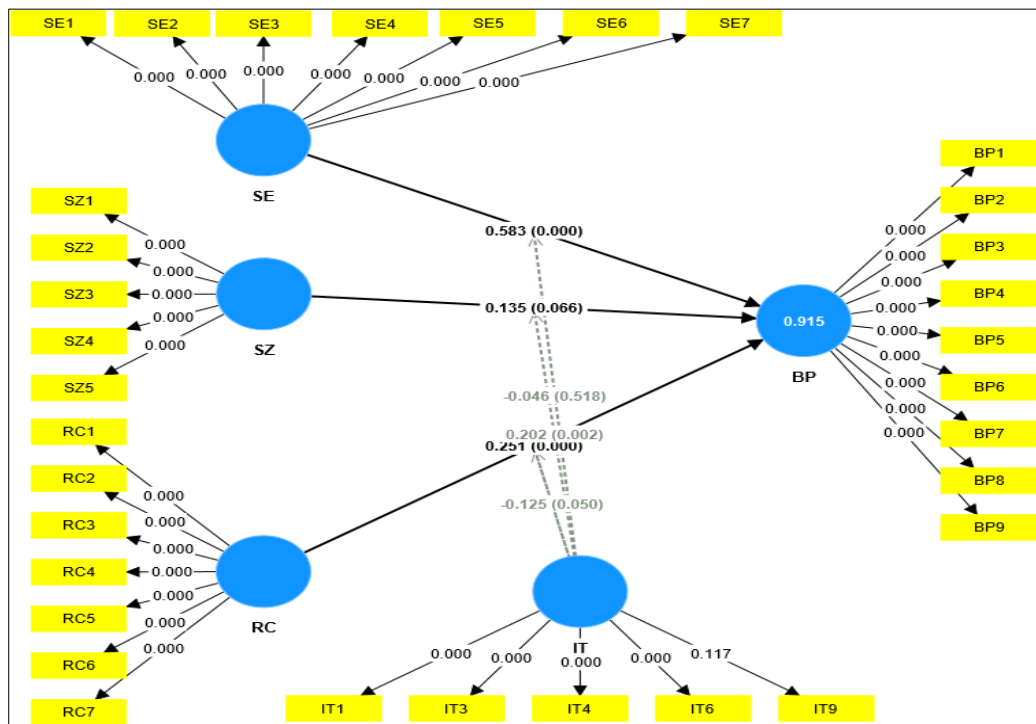 SE1 SE2 SE3 SE4 SE5 SE6 SE7
0.000 0.000 0.000 0.000 0.000 0.000 0.000
SE
SZ1
SZ2
SZ3
SZ4
SZ5
0.000
0.000
0.000
0.000
0.000
SZ
RC1
RC2
RC3
RC4
RC5
RC6
RC7
0.000
0.000
0.000
0.000
0.000
0.000
0.000
RC
0.583 (0.000)
0.135 (0.066)
-0.046 (0.518)
0.202 (0.002)
0.251 (0.000)
-0.125 (0.050)
0.915
BP
0.000
0.000
0.000
0.000
0.000
0.000
0.000
0.000
0.000
BP1
BP2
BP3
BP4
BP5
BP6
BP7
BP8
BP9
IT
0.000 0.000 0.000 0.000 0.117
IT1 IT3 IT4 IT6 IT9